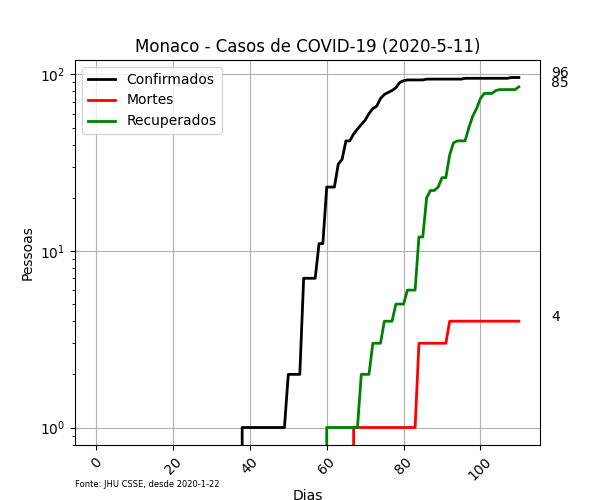 Monaco - Casos de COVID-19 (2020-5-11)
Confirmados
Mortes
Recuperados
96
85
4
10²
10¹
10⁰
Pessoas
0
20
40
60
80
100
Fonte: JHU CSSE, desde 2020-1-22
Dias